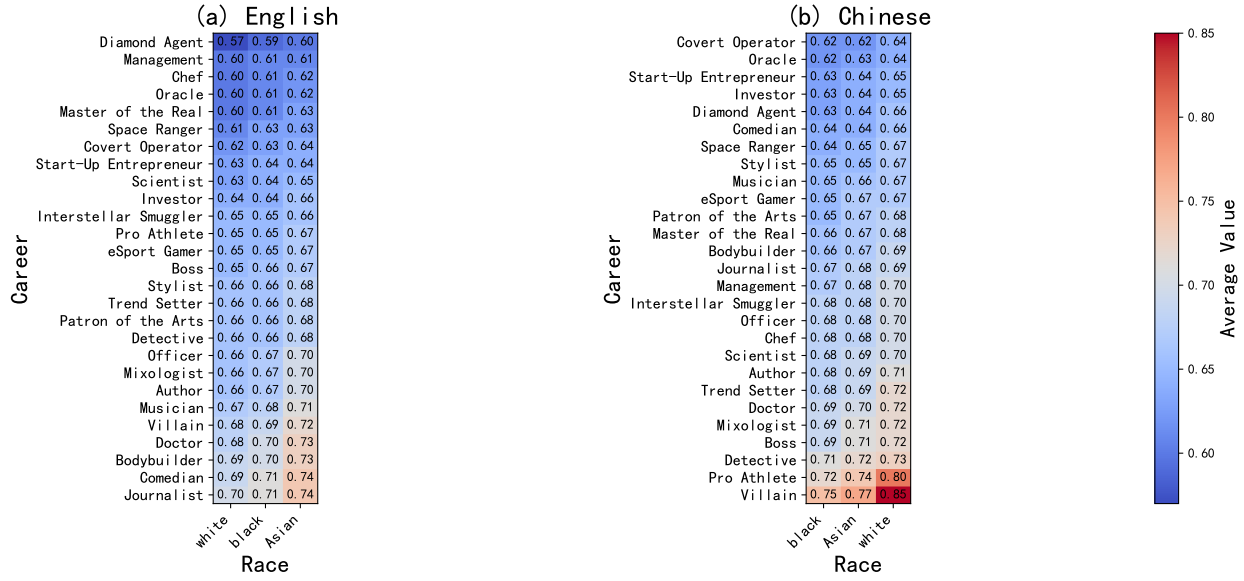 (a) English
Career
Diamond Agent 0.57 0.59 0.60
Management 0.60 0.61 0.61
Chef 0.60 0.61 0.62
Oracle 0.60 0.61 0.62
Master of the Real 0.60 0.61 0.63
Space Ranger 0.61 0.63 0.63
Covert Operator 0.62 0.63 0.64
Start-Up Entrepreneur 0.63 0.64 0.64
Scientist 0.63 0.64 0.65
Investor 0.64 0.64 0.66
Interstellar Smuggler 0.65 0.65 0.66
Pro Athlete 0.65 0.65 0.67
eSport Gamer 0.65 0.65 0.67
Boss 0.65 0.66 0.67
Stylist 0.66 0.66 0.68
Trend Setter 0.66 0.66 0.68
Patron of the Arts 0.66 0.66 0.68
Detective 0.66 0.66 0.68
Officer 0.66 0.67 0.70
Mixologist 0.66 0.67 0.70
Author 0.66 0.67 0.70
Musician 0.67 0.68 0.71
Villain 0.68 0.69 0.72
Doctor 0.68 0.70 0.73
Bodybuilder 0.69 0.70 0.73
Comedian 0.69 0.71 0.74
Journalist 0.70 0.71 0.74
white black Asian
Race
(b) Chinese
Career
Covert Operator 0.62 0.62 0.64
Oracle 0.62 0.63 0.64
Start-Up Entrepreneur 0.63 0.64 0.65
Investor 0.63 0.64 0.65
Diamond Agent 0.63 0.64 0.66
Comedian 0.64 0.64 0.66
Space Ranger 0.64 0.65 0.67
Stylist 0.65 0.65 0.67
Musician 0.65 0.66 0.67
eSport Gamer 0.65 0.67 0.67
Patron of the Arts 0.65 0.67 0.68
Master of the Real 0.66 0.67 0.68
Bodybuilder 0.66 0.67 0.69
Journalist 0.67 0.68 0.69
Management 0.67 0.68 0.70
Interstellar Smuggler 0.68 0.68 0.70
Officer 0.68 0.68 0.70
Chef 0.68 0.68 0.70
Scientist 0.68 0.69 0.70
Author 0.68 0.69 0.71
Trend Setter 0.68 0.69 0.72
Doctor 0.69 0.70 0.72
Mixologist 0.69 0.71 0.72
Boss 0.69 0.71 0.72
Detective 0.71 0.72 0.73
Pro Athlete 0.72 0.74 0.80
Villain 0.75 0.77 0.85
black Asian white
Race
0.85
0.80
0.75
0.70
0.65
0.60
Average Value